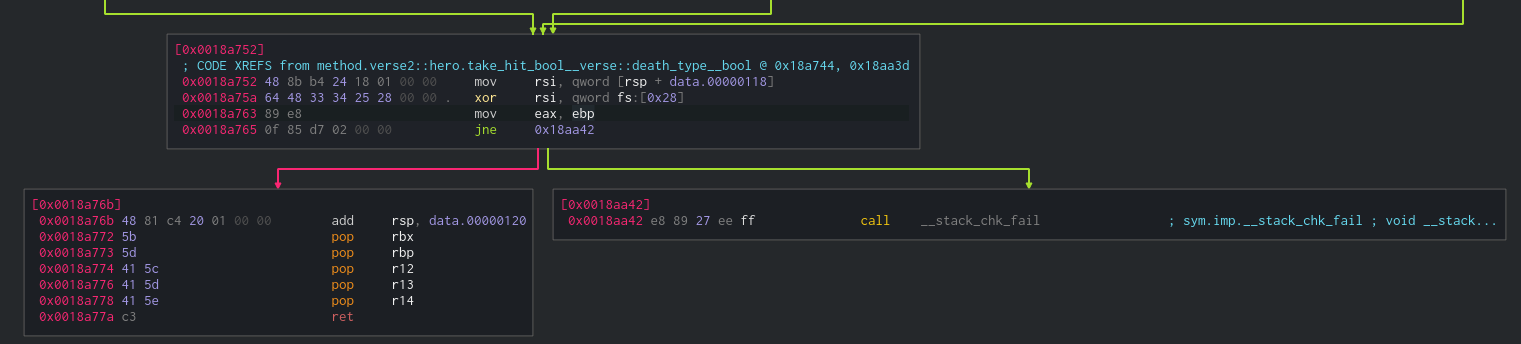 [0x0018a752]
; CODE XREFS from method.verse2::hero.take_hit_bool__verse::death_type__bool @ 0x18a744, 0x18aa3d
0x0018a752 48 8b b4 24 18 01 00 00 mov rsi, qword [rsp + data.00000118]
0x0018a75a 64 48 33 34 25 28 00 00 . xor rsi, qword fs:[0x28]
0x0018a763 89 e8 mov eax, ebp
0x0018a765 0f 85 d7 02 00 00 jne 0x18aa42
[0x0018a76b]
0x0018a76b 48 81 c4 20 01 00 00 add rsp, data.00000120
0x0018a772 5b pop rbx
0x0018a773 5d pop rbp
0x0018a774 41 5c pop r12
0x0018a776 41 5d pop r13
0x0018a778 41 5e pop r14
0x0018a77a c3 ret
[0x0018aa42]
0x0018aa42 e8 89 27 ee ff call __stack_chk_fail ; sym.imp.__stack_chk_fail ; void __stack...